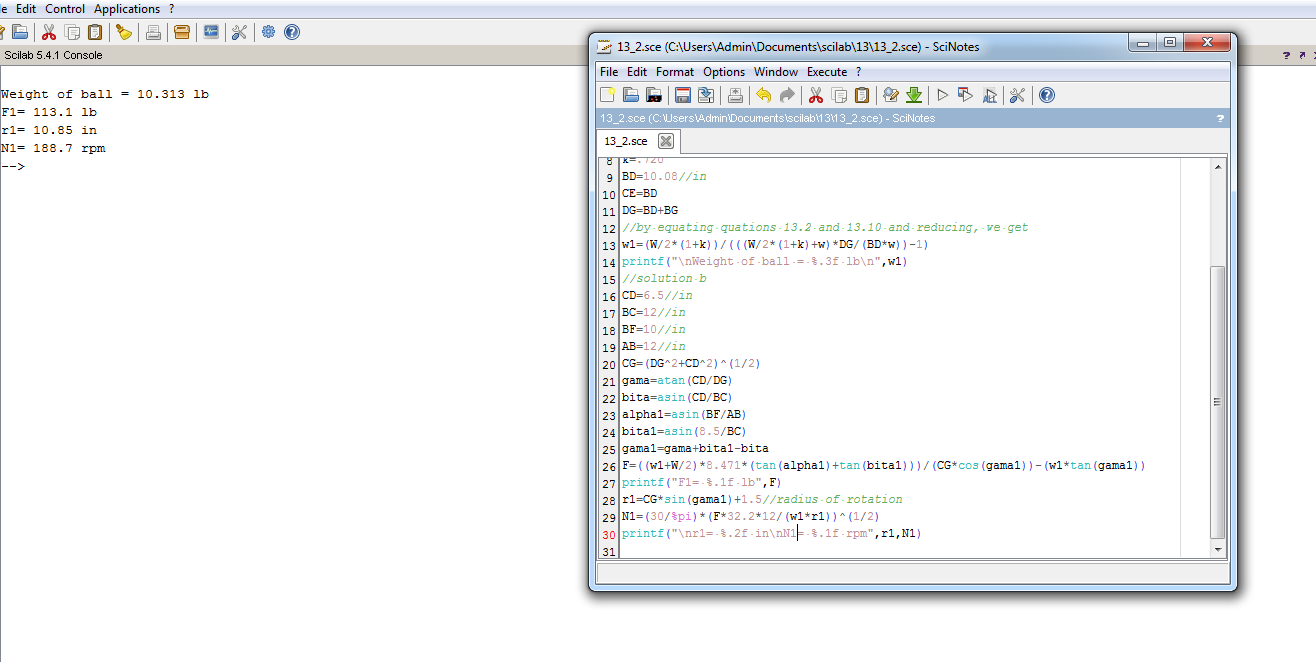 e Edit Control Applications ?
Scilab 5.4.1 Console
? ↗
Weight of ball = 10.313 lb
F1= 113.1 lb
r1= 10.85 in
N1= 188.7 rpm
-->
13_2.sce (C:\Users\Admin\Documents\scilab\13\13_2.sce) - SciNotes
File Edit Format Options Window Execute ?
13_2.sce (C:\Users\Admin\Documents\scilab\13\13_2.sce) - SciNotes ?
13_2.sce
8 k=.720
9 BD=10.08//in
10 CE=BD
11 DG=BD+BG
12 //by equating quations 13.2 and 13.10 and reducing, we get
13 w1=(W/2*(1+k))/(((W/2*(1+k)+w)*DG/(BD*w))-1)
14 printf("\nWeight of ball = %.3f lb\n",w1)
15 //solution b
16 CD=6.5//in
17 BC=12//in
18 BF=10//in
19 AB=12//in
20 CG=(DG^2+CD^2)^(1/2)
21 gama=atan(CD/DG)
22 bita=asin(CD/BC)
23 alpha1=asin(BF/AB)
24 bita1=asin(8.5/BC)
25 gama1=gama+bita1-bita
26 F=((w1+W/2)*8.471*(tan(alpha1)+tan(bita1)))/(CG*cos(gama1))-(w1*tan(gama1))
27 printf("F1= %.1f lb",F)
28 r1=CG*sin(gama1)+1.5//radius of rotation
29 N1=(30/%pi)*(F*32.2*12/(w1*r1))^(1/2)
30 printf("\nr1= %.2f in\nN1= %.1f rpm",r1,N1)
31